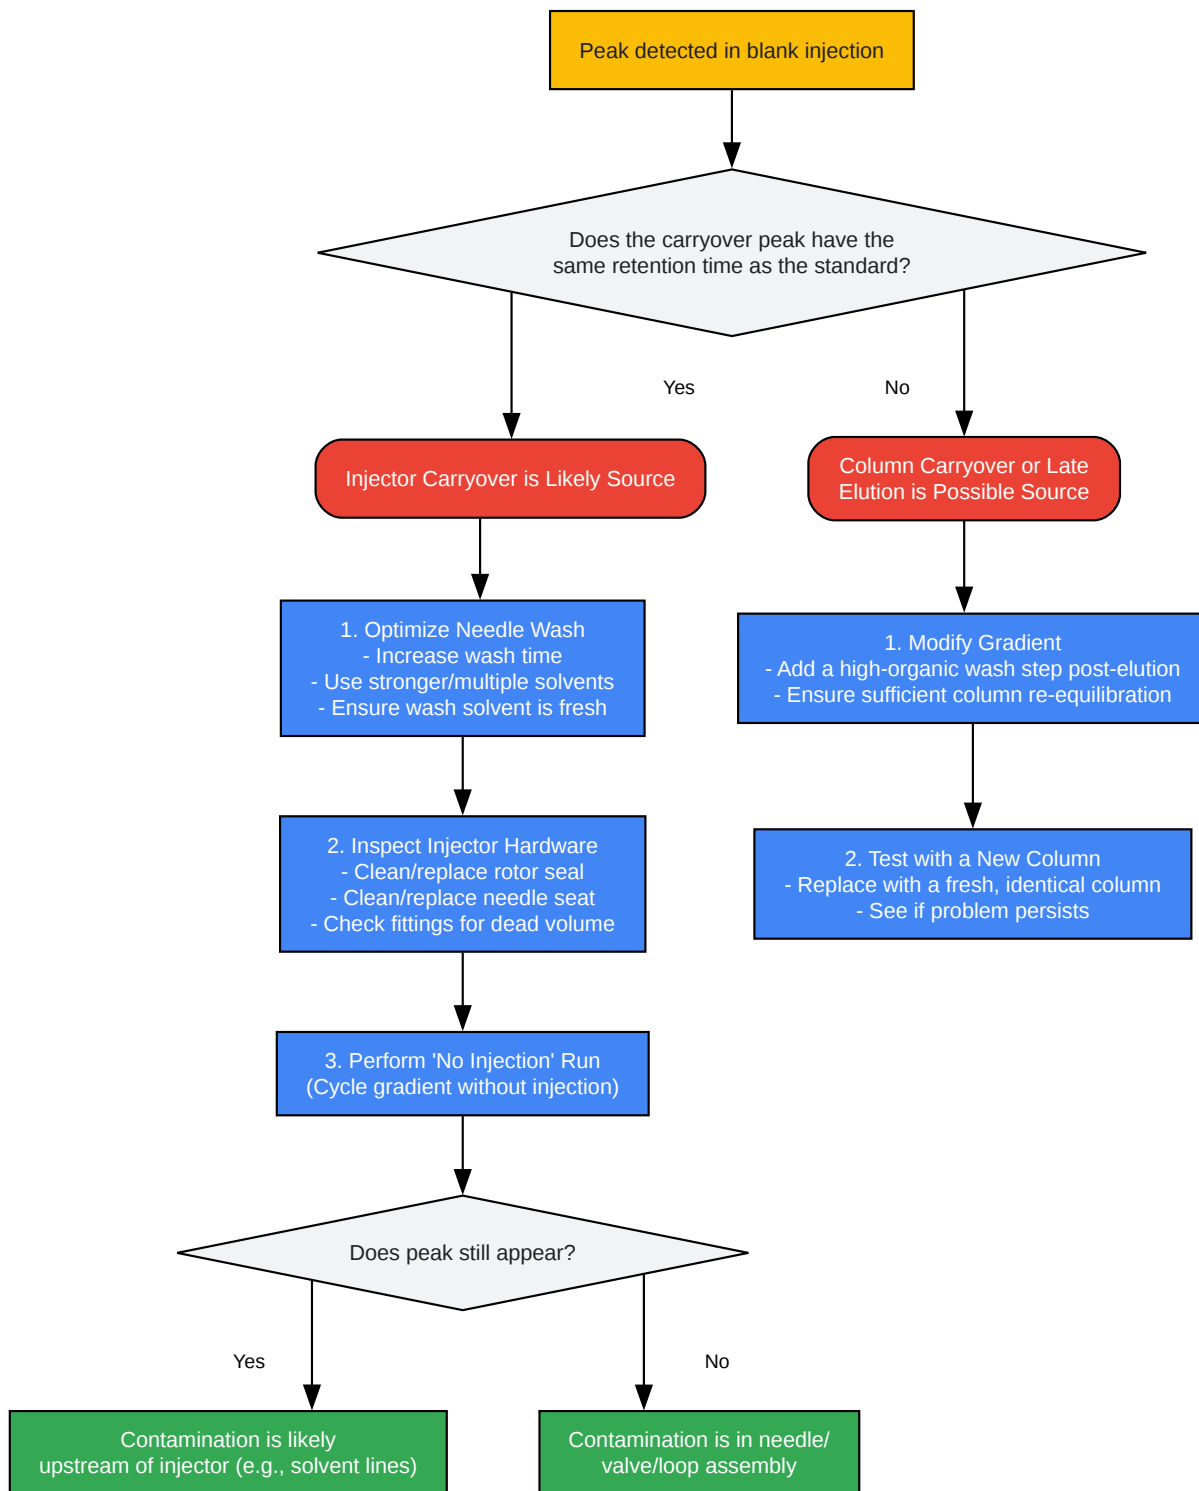 Peak detected in blank injection
Does the carryover peak have the
same retention time as the standard?
Yes
No
Injector Carryover is Likely Source
Column Carryover or Late
Elution is Possible Source
1. Optimize Needle Wash
- Increase wash time
- Use stronger/multiple solvents
- Ensure wash solvent is fresh
1. Modify Gradient
- Add a high-organic wash step post-elution
- Ensure sufficient column re-equilibration
2. Inspect Injector Hardware
- Clean/replace rotor seal
- Clean/replace needle seat
- Check fittings for dead volume
2. Test with a New Column
- Replace with a fresh, identical column
- See if problem persists
3. Perform 'No Injection' Run
(Cycle gradient without injection)
Does peak still appear?
Yes
No
Contamination is likely
upstream of injector (e.g., solvent lines)
Contamination is in needle/
valve/loop assembly